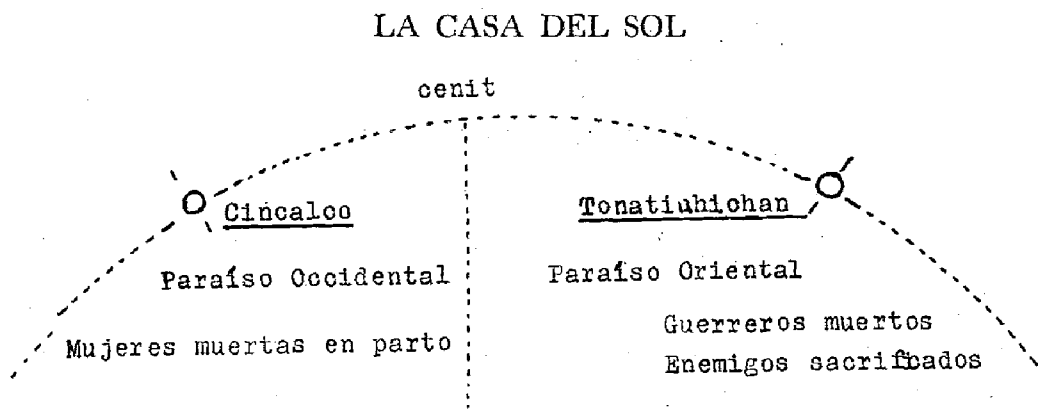 LA CASA DEL SOL
cenit
Cincalco
Tonatiuhichan
Paraíso Occidental
Paraíso Oriental
Mujeres muertas en parto
Guerreros muertos
Enemigos sacrificados